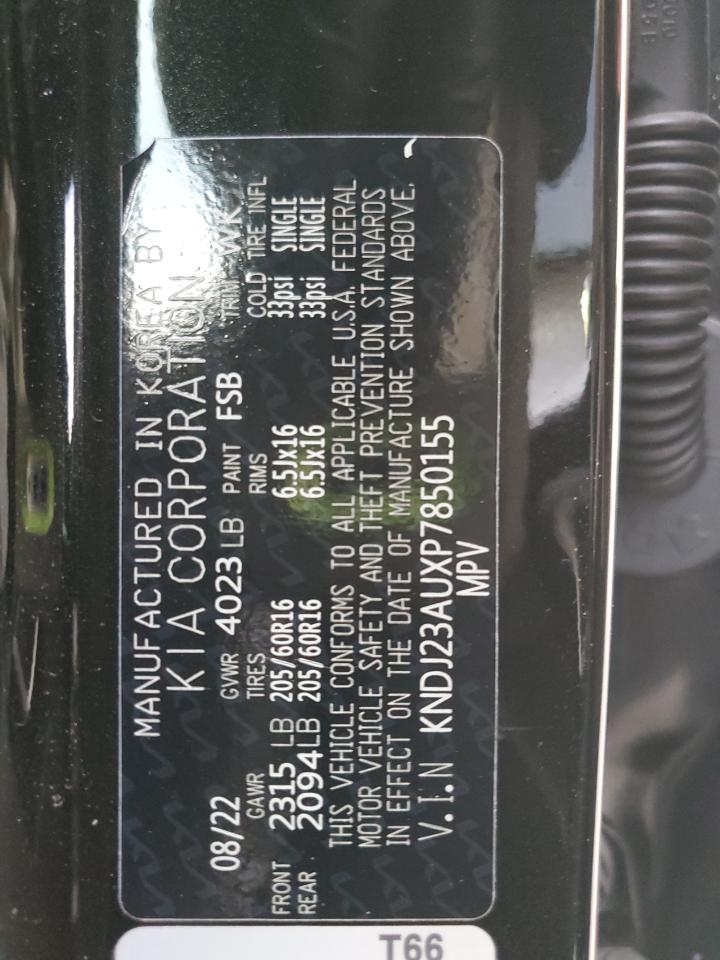 MANUFACTURED IN KOREA BY
KIA CORPORATION
08/22 GVWR 4023 LB PAINT FSB TRIM WK
GAWR TIRES RIMS COLD TIRE INFL
FRONT 2315 LB 205/60R16 6.5Jx16 33psi SINGLE
REAR 2094LB 205/60R16 6.5Jx16 33psi SINGLE
THIS VEHICLE CONFORMS TO ALL APPLICABLE U.S.A. FEDERAL
MOTOR VEHICLE SAFETY AND THEFT PREVENTION STANDARDS
IN EFFECT ON THE DATE OF MANUFACTURE SHOWN ABOVE.
V.I.N KNDJ23AUXP7850155
MPV
T66